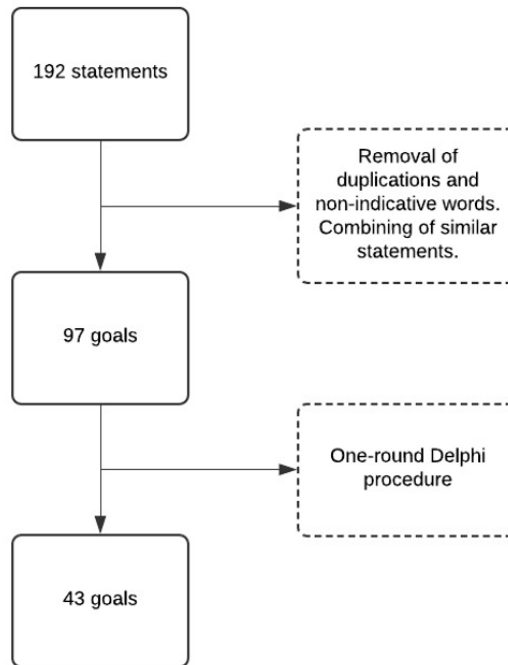 192 statements
Removal of
duplications and
non-indicative words.
Combining of similar
statements.
97 goals
One-round Delphi
procedure
43 goals